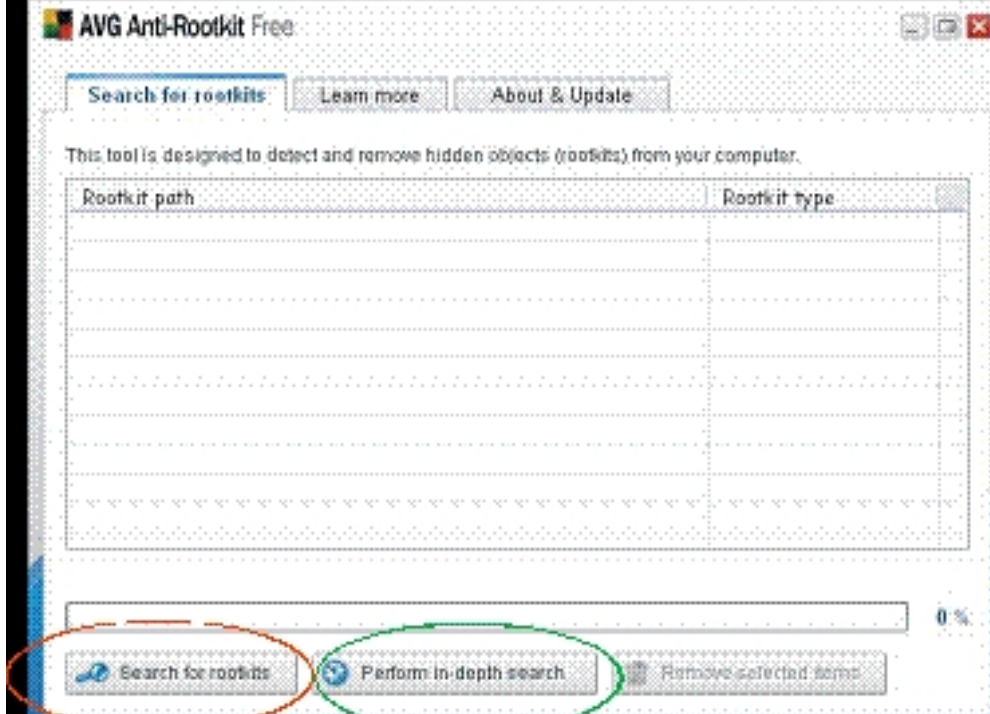 AVG Anti-Rootkit Free
Search for rootkits Learn more About & Update
This tool is designed to detect and remove hidden objects (rootkits) from your computer.
Rootkit path Rootkit type
0 %
Search for rootkits Perform in-depth search Remove selected items